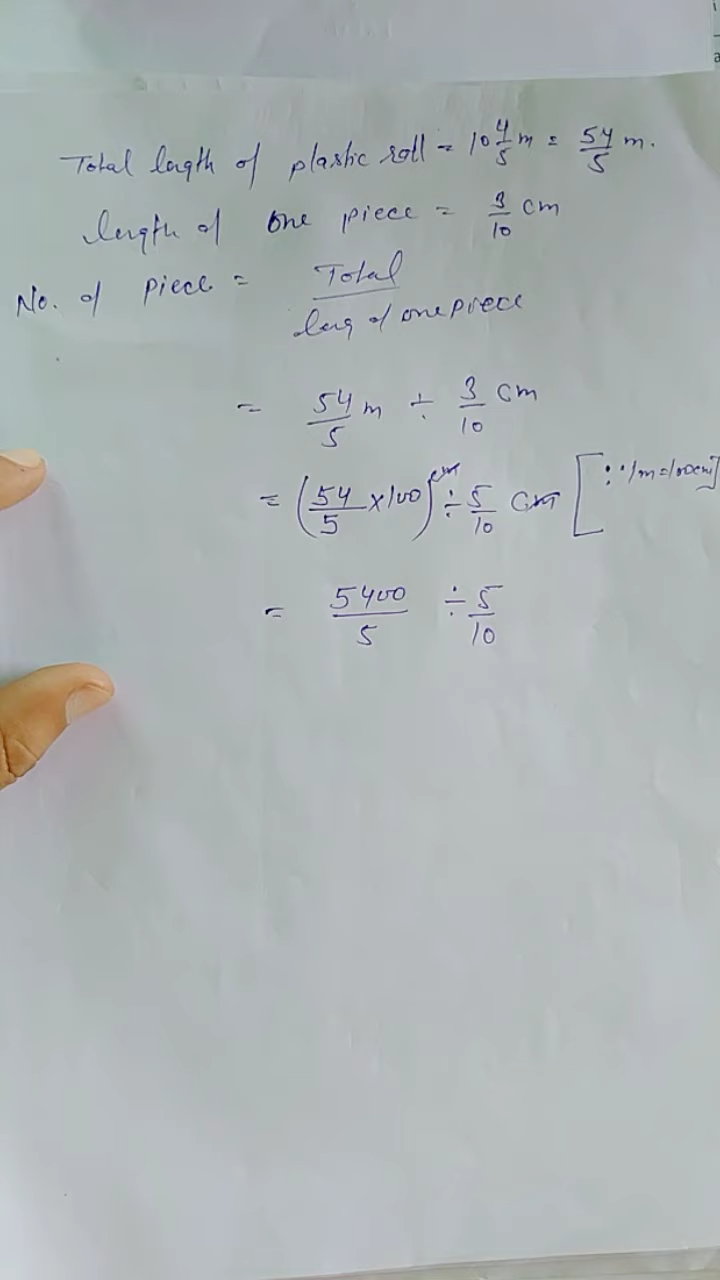 Total length of plastic roll = 10 4/5 m = 54/5 m.
length of one piece = 3/10 cm
No. of piece = Total / leng of one piece
= 54/5 m ÷ 3/10 cm
= (54/5 × 100) cm ÷ 5/10 cm [∵ 1m = 100cm]
= 5400/5 ÷ 5/10